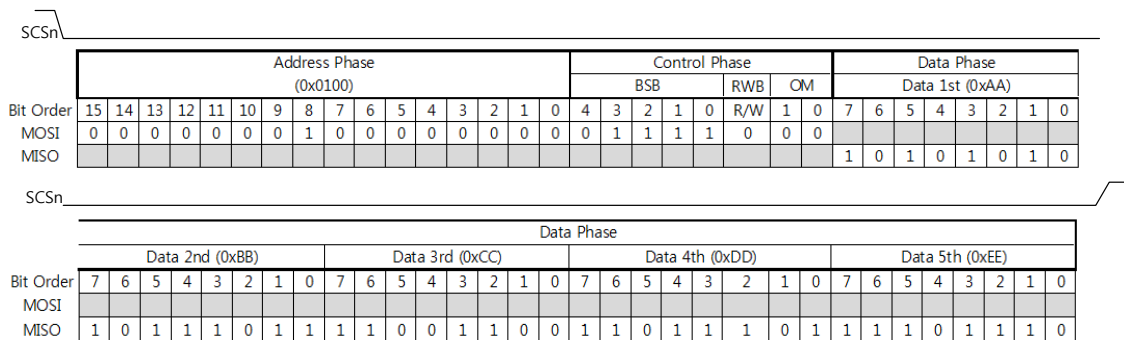 SCSn
Address Phase Control Phase Data Phase
(0x0100) BSB RWB OM Data 1st (0xAA)
Bit Order 15 14 13 12 11 10 9 8 7 6 5 4 3 2 1 0 4 3 2 1 0 R/W 1 0 7 6 5 4 3 2 1 0
MOSI 0 0 0 0 0 0 0 1 0 0 0 0 0 0 0 0 0 1 1 1 1 0 0 0
MISO 1 0 1 0 1 0 1 0
SCSn
Data Phase
Data 2nd (0xBB) Data 3rd (0xCC) Data 4th (0xDD) Data 5th (0xEE)
Bit Order 7 6 5 4 3 2 1 0 7 6 5 4 3 2 1 0 7 6 5 4 3 2 1 0 7 6 5 4 3 2 1 0
MOSI
MISO 1 0 1 1 1 0 1 1 1 1 0 0 1 1 0 0 1 1 0 1 1 1 0 1 1 1 1 0 1 1 1 0